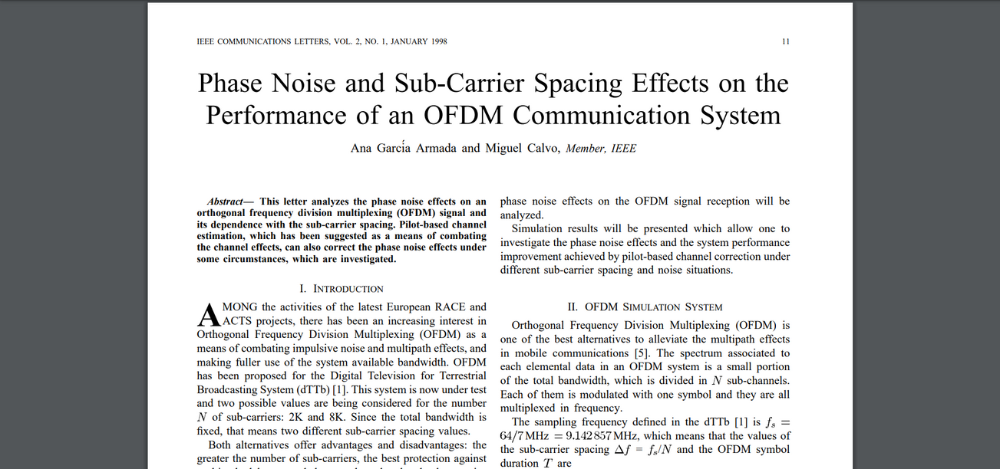 IEEE COMMUNICATIONS LETTERS, VOL. 2, NO. 1, JANUARY 1998 11
Phase Noise and Sub-Carrier Spacing Effects on the
Performance of an OFDM Communication System
Ana García Armada and Miguel Calvo, Member, IEEE
Abstract— This letter analyzes the phase noise effects on an
orthogonal frequency division multiplexing (OFDM) signal and
its dependence with the sub-carrier spacing. Pilot-based channel
estimation, which has been suggested as a means of combating
the channel effects, can also correct the phase noise effects under
some circumstances, which are investigated.
I. INTRODUCTION
AMONG the activities of the latest European RACE and
ACTS projects, there has been an increasing interest in
Orthogonal Frequency Division Multiplexing (OFDM) as a
means of combating impulsive noise and multipath effects, and
making fuller use of the system available bandwidth. OFDM
has been proposed for the Digital Television for Terrestrial
Broadcasting System (dTTb) [1]. This system is now under test
and two possible values are being considered for the number
N of sub-carriers: 2K and 8K. Since the total bandwidth is
fixed, that means two different sub-carrier spacing values.
Both alternatives offer advantages and disadvantages: the
greater the number of sub-carriers, the best protection against
phase noise effects on the OFDM signal reception will be
analyzed.
Simulation results will be presented which allow one to
investigate the phase noise effects and the system performance
improvement achieved by pilot-based channel correction under
different sub-carrier spacing and noise situations.
II. OFDM SIMULATION SYSTEM
Orthogonal Frequency Division Multiplexing (OFDM) is
one of the best alternatives to alleviate the multipath effects
in mobile communications [5]. The spectrum associated to
each elemental data in an OFDM system is a small portion
of the total bandwidth, which is divided in N sub-channels.
Each of them is modulated with one symbol and they are all
multiplexed in frequency.
The sampling frequency defined in the dTTb [1] is fₛ =
64/7 MHz = 9.142 857 MHz, which means that the values of
the sub-carrier spacing Δf = fₛ/N and the OFDM symbol
duration T are